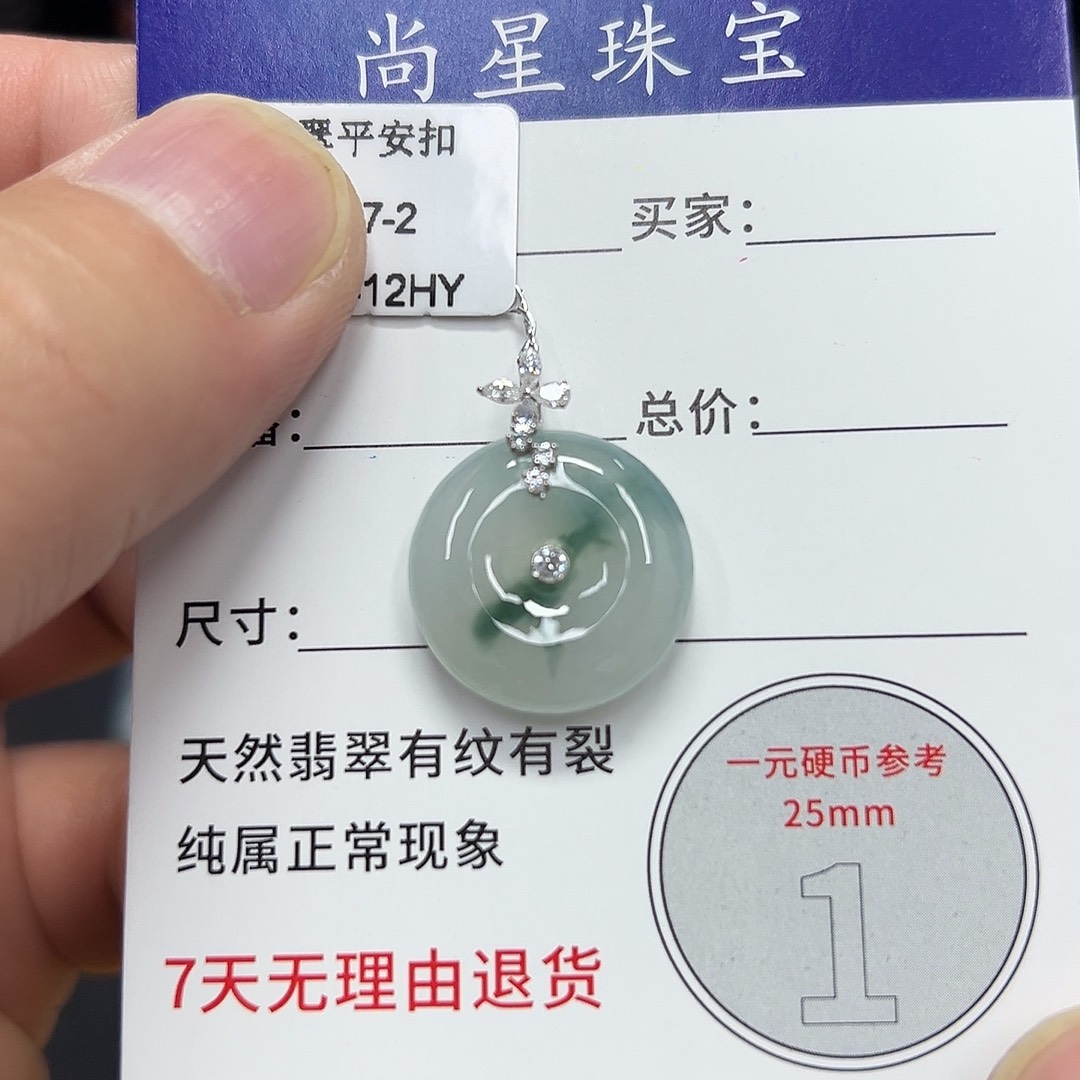 尚星珠宝
平安扣
7-2
12HY
买家：
总价：
尺寸：
天然翡翠有纹有裂
纯属正常现象
7天无理由退货
一元硬币参考
25mm
1